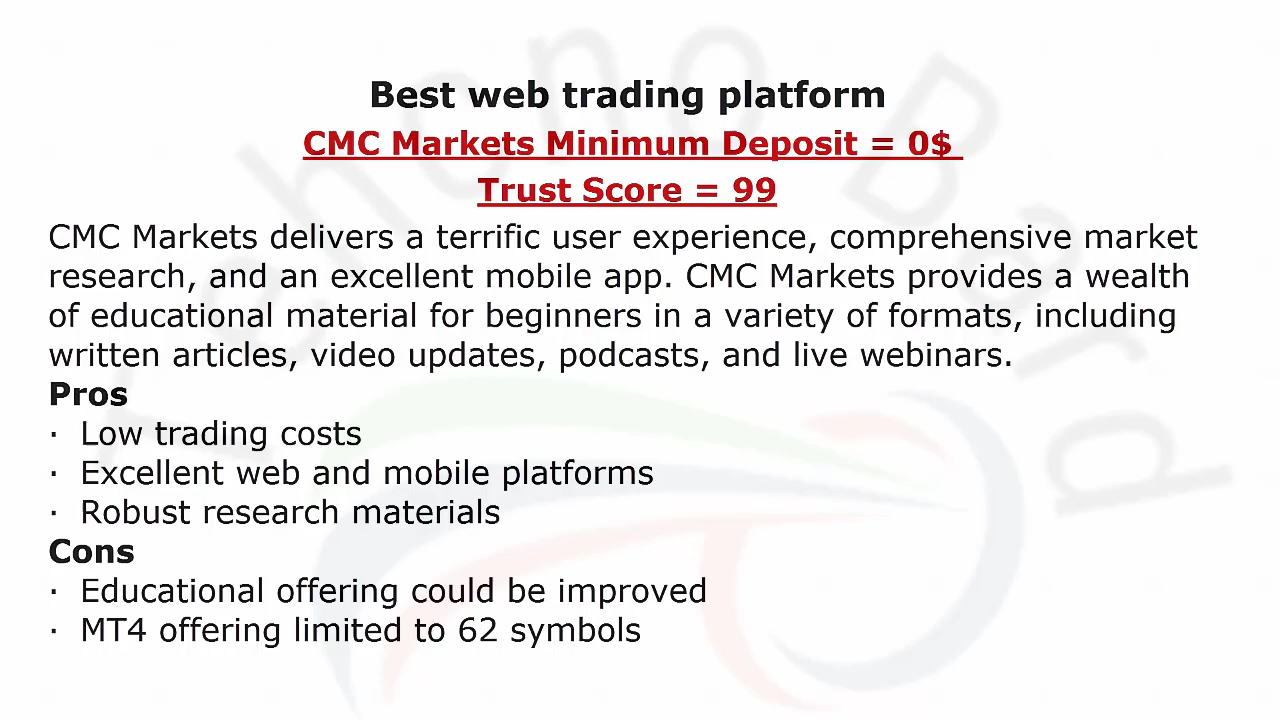 Best web trading platform
CMC Markets Minimum Deposit = 0$
Trust Score = 99
CMC Markets delivers a terrific user experience, comprehensive market
research, and an excellent mobile app. CMC Markets provides a wealth
of educational material for beginners in a variety of formats, including
written articles, video updates, podcasts, and live webinars.
Pros
· Low trading costs
· Excellent web and mobile platforms
· Robust research materials
Cons
· Educational offering could be improved
· MT4 offering limited to 62 symbols
Tehono Bard